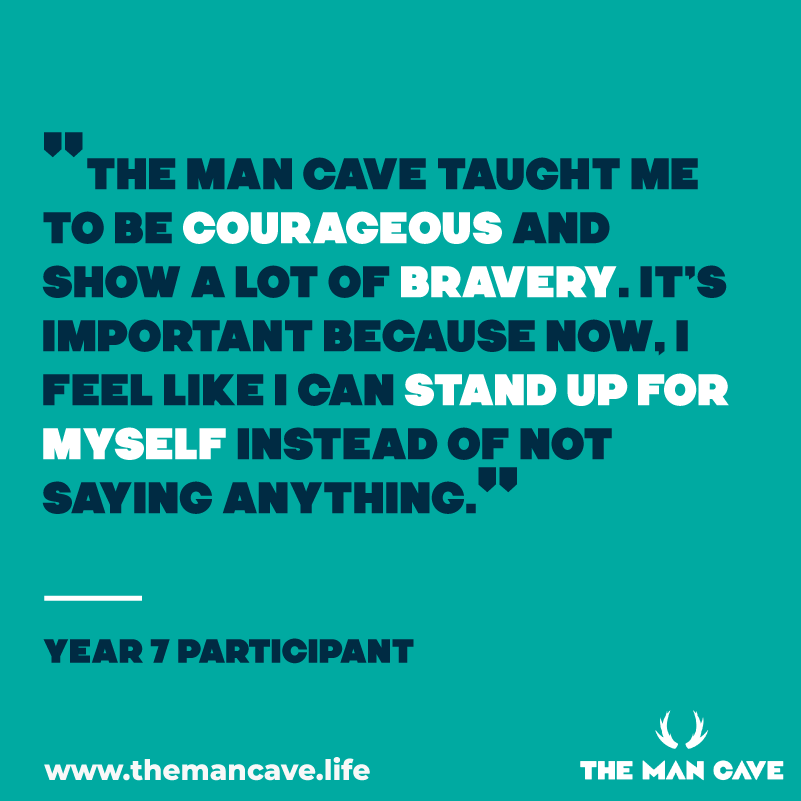 "THE MAN CAVE TAUGHT ME
TO BE COURAGEOUS AND
SHOW A LOT OF BRAVERY. IT'S
IMPORTANT BECAUSE NOW, I
FEEL LIKE I CAN STAND UP FOR
MYSELF INSTEAD OF NOT
SAYING ANYTHING."
YEAR 7 PARTICIPANT
www.themancave.life
THE MAN CAVE